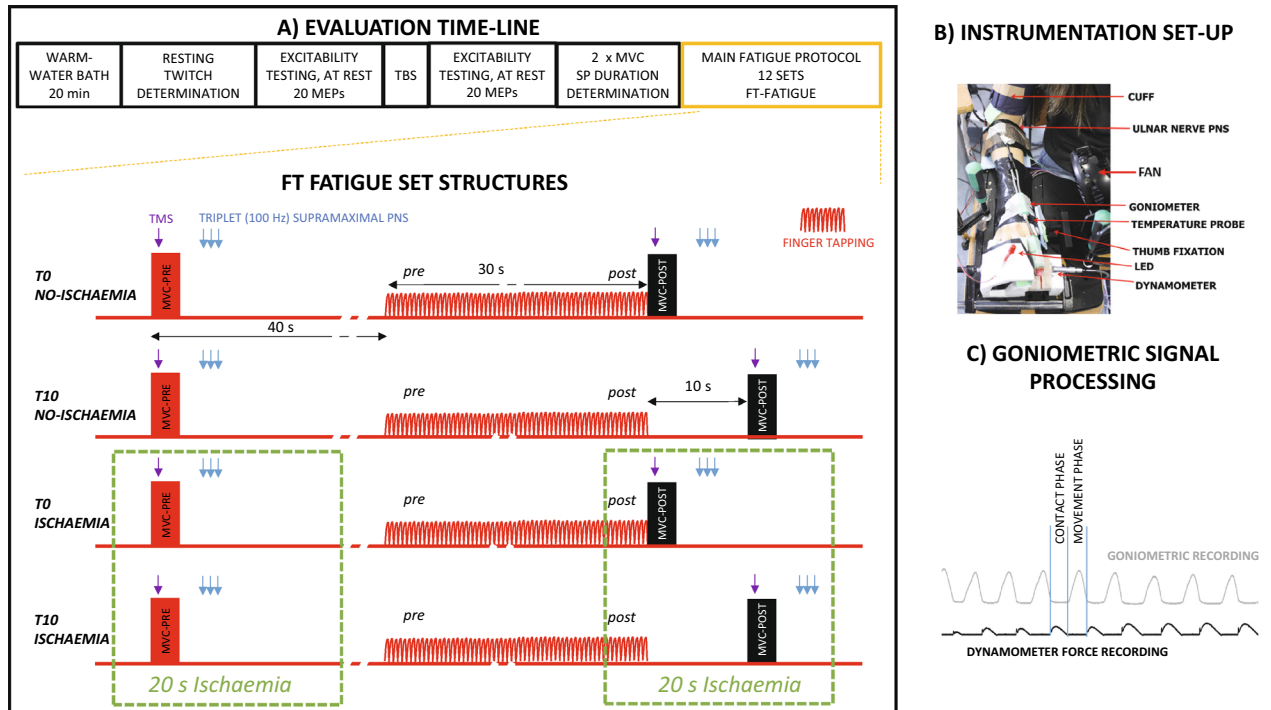 A) EVALUATION TIME-LINE
WARM-
WATER BATH
20 min
RESTING
TWITCH
DETERMINATION
EXCITABILITY
TESTING, AT REST
20 MEPs
TBS
EXCITABILITY
TESTING, AT REST
20 MEPs
2 x MVC
SP DURATION
DETERMINATION
MAIN FATIGUE PROTOCOL
12 SETS
FT-FATIGUE
FT FATIGUE SET STRUCTURES
TMS
TRIPLET (100 Hz) SUPRAMAXIMAL PNS
FINGER TAPPING
T0
NO-ISCHAEMIA
MVC-PRE
pre
30 s
post
MVC-POST
40 s
T10
NO-ISCHAEMIA
MVC-PRE
pre
post
10 s
MVC-POST
T0
ISCHAEMIA
MVC-PRE
pre
post
MVC-POST
T10
ISCHAEMIA
MVC-PRE
pre
post
MVC-POST
20 s Ischaemia
20 s Ischaemia
B) INSTRUMENTATION SET-UP
CUFF
ULNAR NERVE PNS
FAN
GONIOMETER
TEMPERATURE PROBE
THUMB FIXATION
LED
DYNAMOMETER
C) GONIOMETRIC SIGNAL
PROCESSING
CONTACT PHASE
MOVEMENT PHASE
GONIOMETRIC RECORDING
DYNAMOMETER FORCE RECORDING